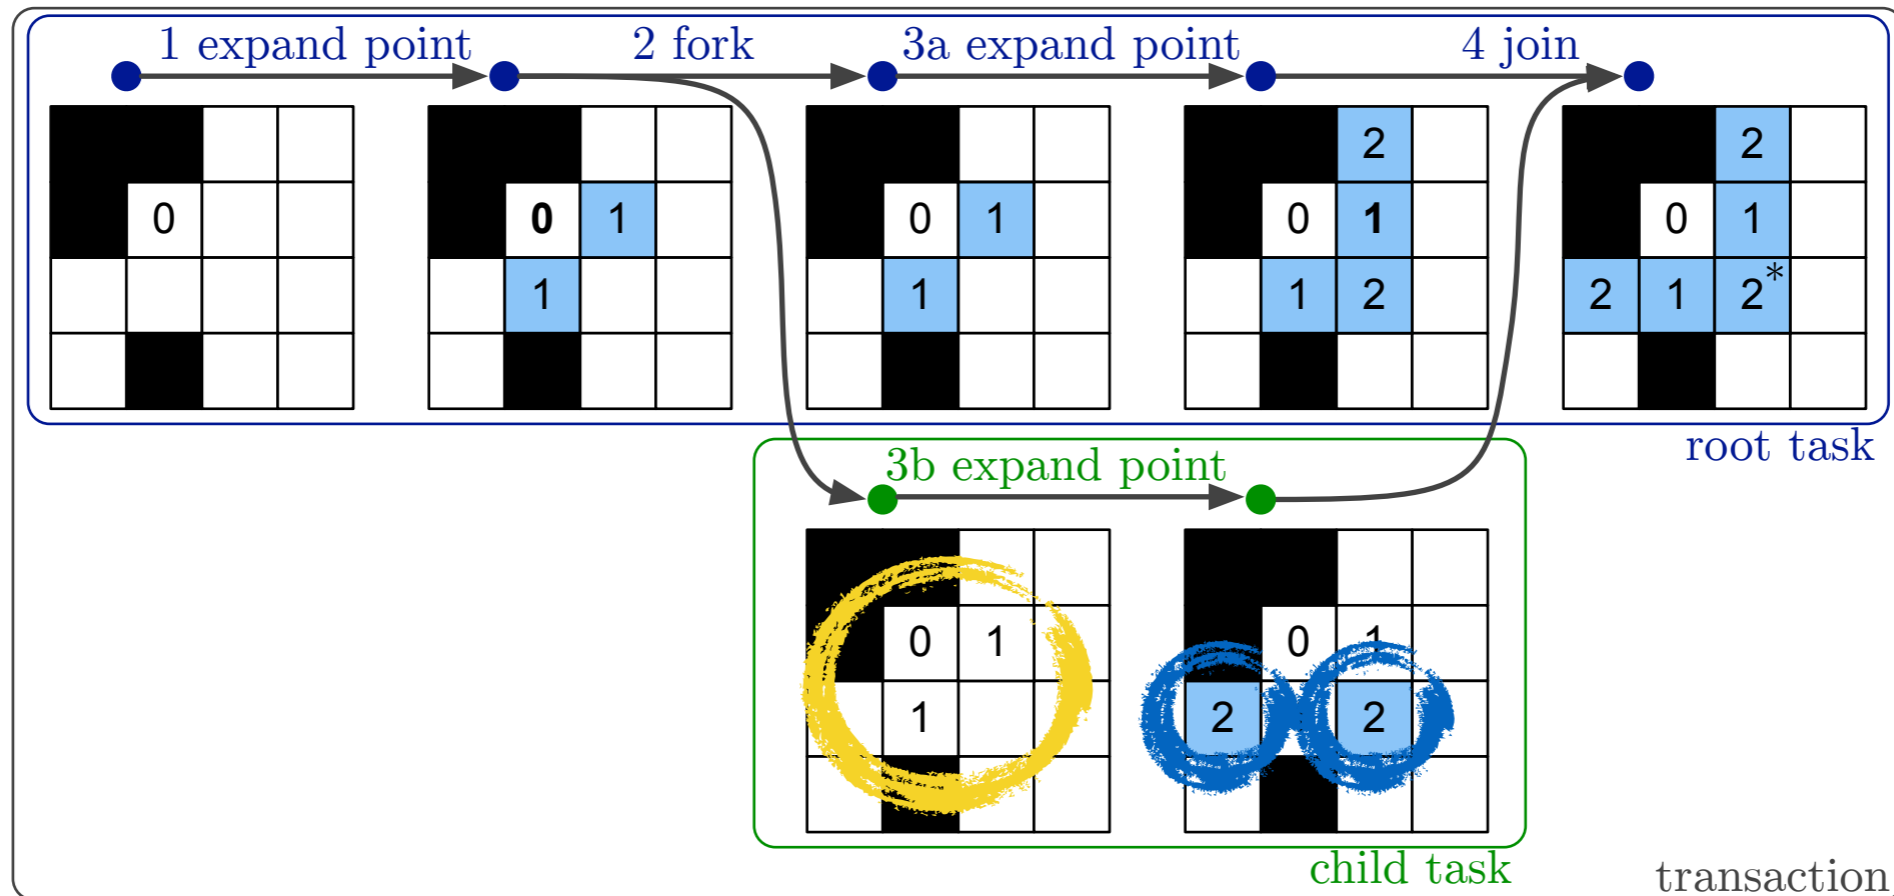 1 expand point 2 fork 3a expand point 4 join
2 2
0 0 1 0 1 0 1 0 1
1 1 1 2 2 1 2*
root task
3b expand point
0 1 0 1
1 2 2
child task
transaction